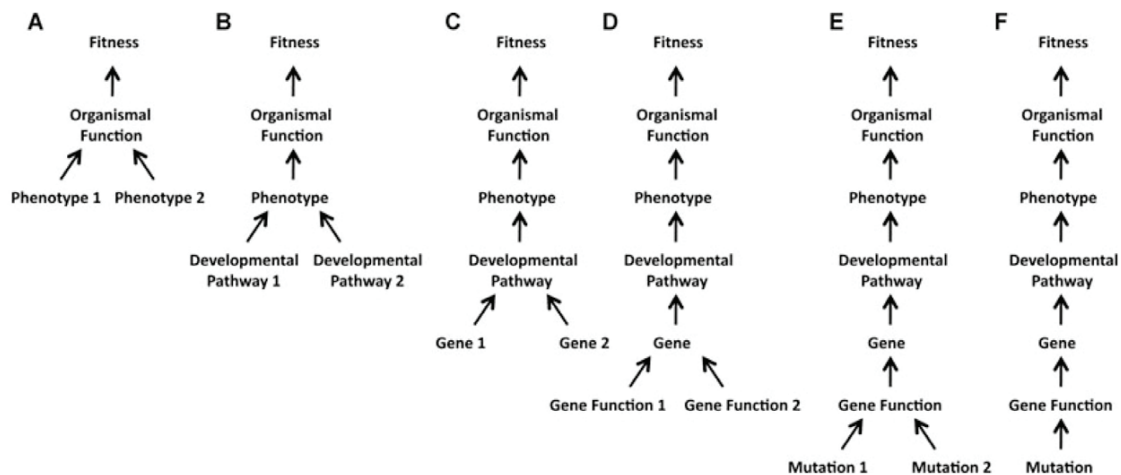 A B C D E F
Fitness Fitness Fitness Fitness Fitness Fitness
Organismal Organismal Organismal Organismal Organismal Organismal
Function Function Function Function Function Function
Phenotype 1 Phenotype 2 Phenotype Phenotype Phenotype Phenotype Phenotype
Developmental Developmental Developmental Developmental Developmental Developmental
Pathway 1 Pathway 2 Pathway Pathway Pathway Pathway
Gene 1 Gene 2 Gene Gene Gene
Gene Function 1 Gene Function 2 Gene Function Gene Function
Mutation 1 Mutation 2 Mutation